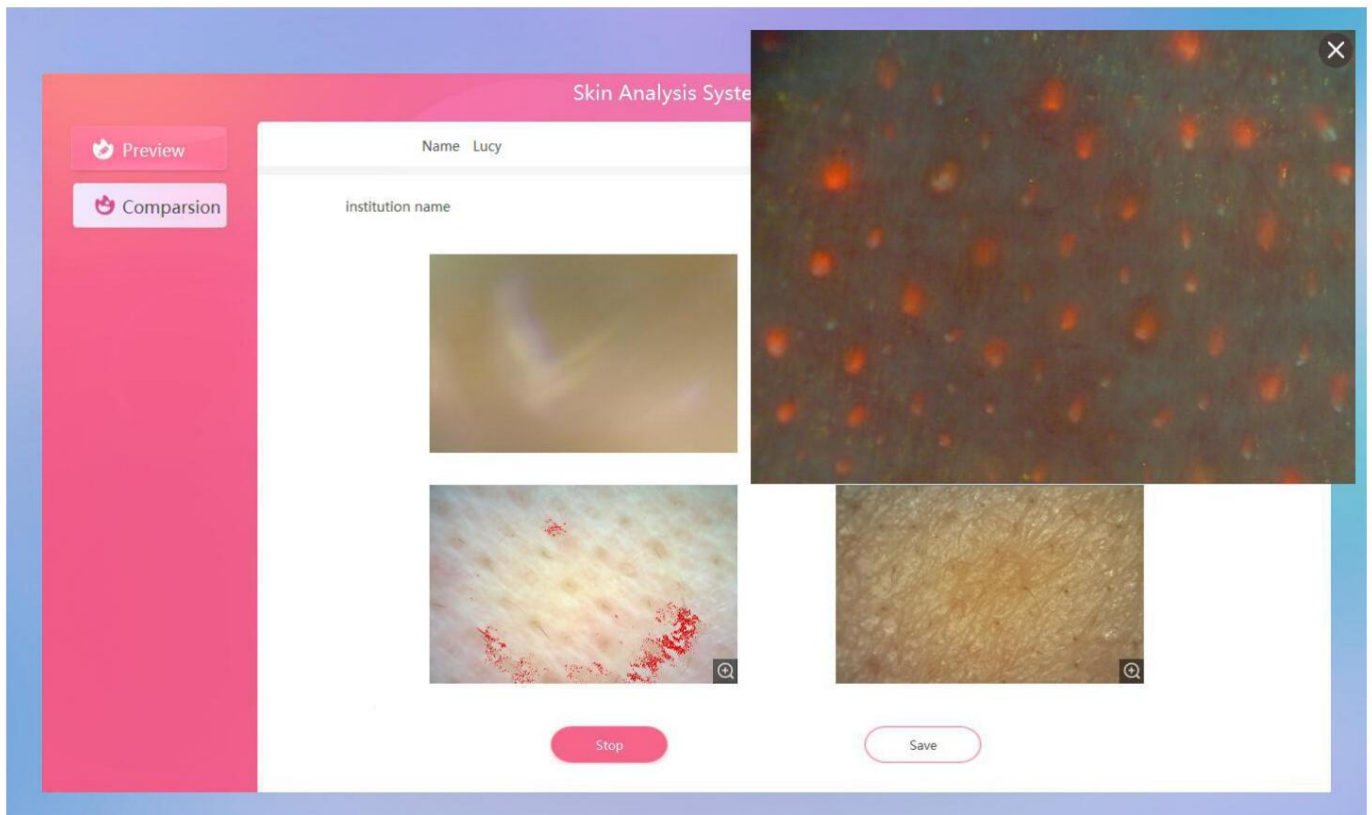 Skin Analysis Syste
Preview
Name Lucy
Comparsion
institution name
Stop
Save